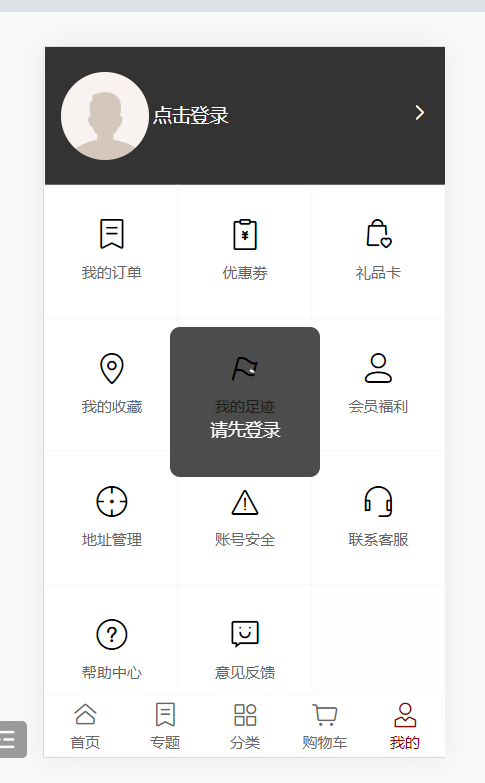 点击登录
我的订单
优惠券
礼品卡
我的收藏
我的足迹
会员福利
请先登录
地址管理
账号安全
联系客服
帮助中心
意见反馈
首页
专题
分类
购物车
我的